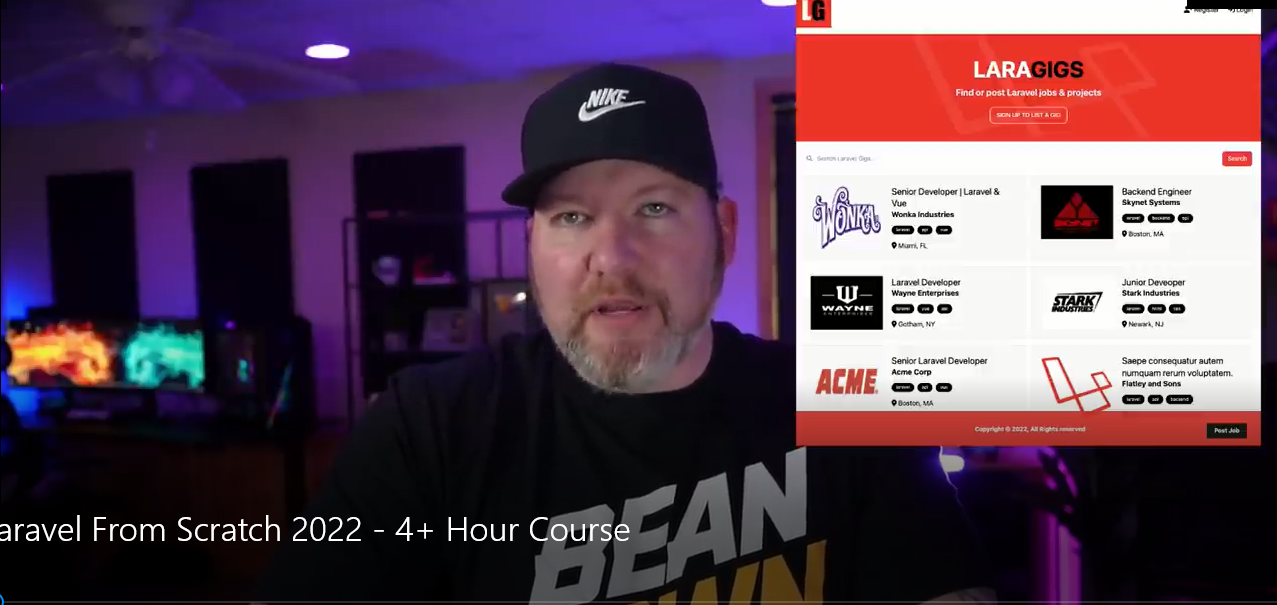 LG
Register Login
LARAGIGS
Find or post Laravel jobs & projects
SIGN UP TO LIST A GIG
Search Laravel Gigs...
Search
Senior Developer | Laravel &
Vue
Wonka Industries
laravel api vue
Miami, FL
WONKA
Backend Engineer
Skynet Systems
laravel backend api
Boston, MA
SKYNET
Laravel Developer
Wayne Enterprises
laravel vue api
Gotham, NY
WAYNE
ENTERPRISES
Junior Deveoper
Stark Industries
laravel
Newark, NJ
STARK
INDUSTRIES
Senior Laravel Developer
Acme Corp
laravel api vue
Boston, MA
ACME
Saepe consequatur autem
numquam rerum voluptatem.
Flatley and Sons
laravel api backend
Copyright © 2022, All Rights reserved
Post Job
NIKE
BEAN
aravel From Scratch 2022 - 4+ Hour Course